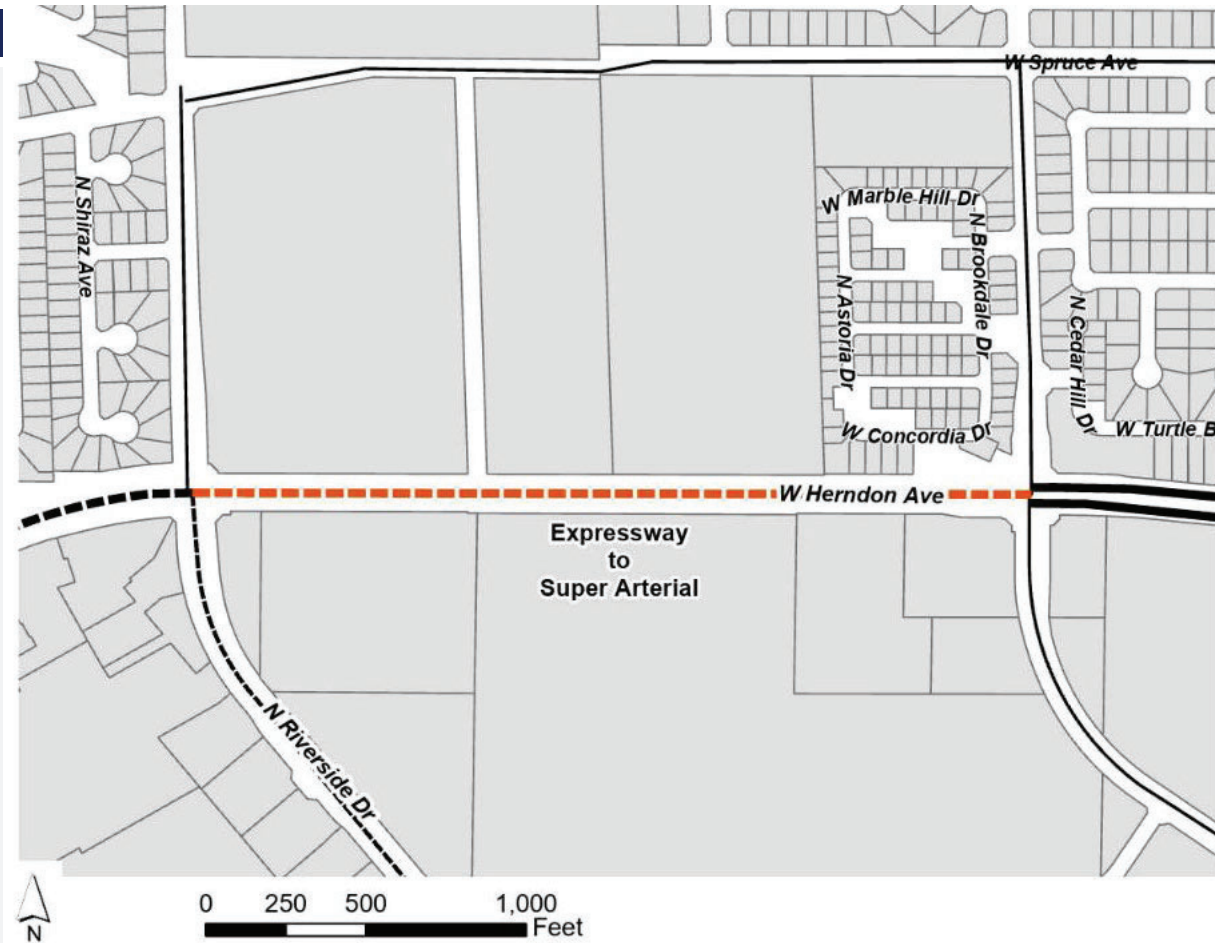 W Spruce Ave
N Shiraz Ave
W Marble Hill Dr
N Brookdale Dr
N Astoria Dr
N Cedar Hill Dr
W Concordia Dr
W Turtle B
W Herndon Ave
Expressway
to
Super Arterial
N Riverside Dr
0 250 500 1,000
Feet
N